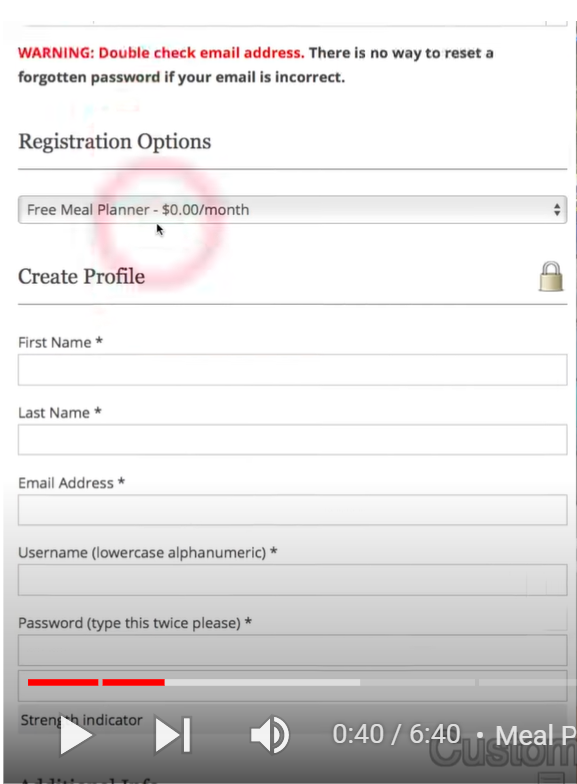 WARNING: Double check email address. There is no way to reset a
forgotten password if your email is incorrect.
Registration Options
Free Meal Planner - $0.00/month
Create Profile
First Name *
Last Name *
Email Address *
Username (lowercase alphanumeric) *
Password (type this twice please) *
Strength indicator
0:40 / 6:40 • Meal P
Custom
Additional Info